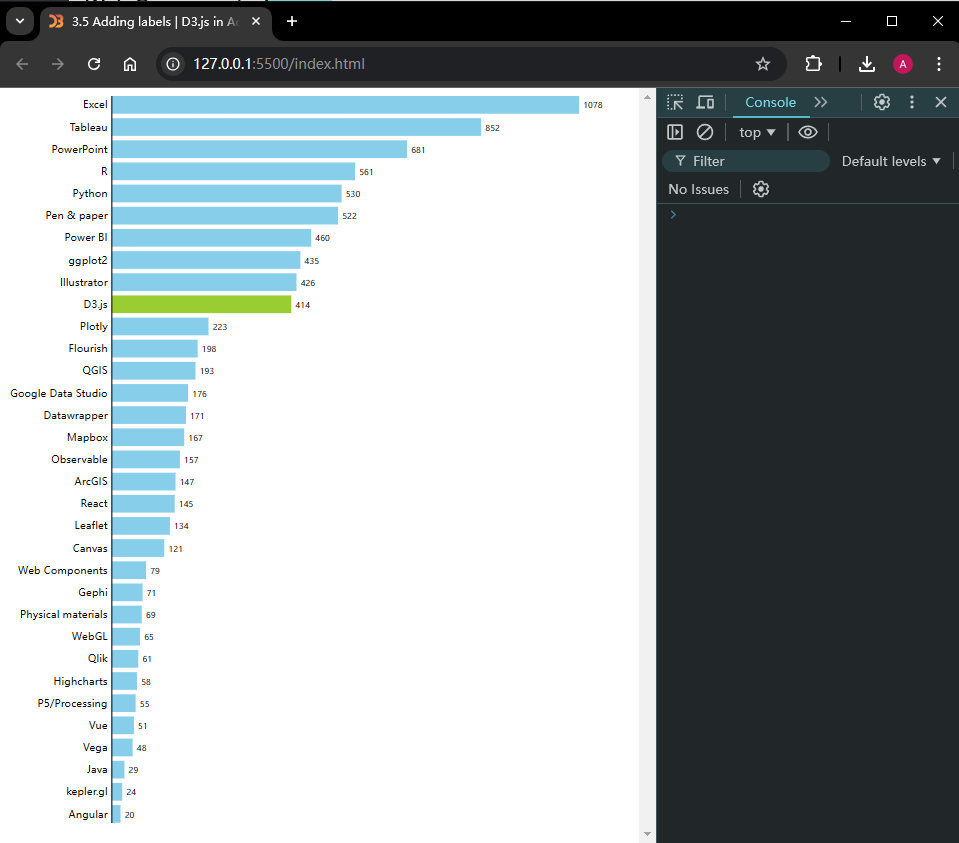 3.5 Adding labels | D3.js in Ac
127.0.0.1:5500/index.html
A
Console
top
Filter
Default levels
No Issues
Excel 1078
Tableau 852
PowerPoint 681
R 561
Python 530
Pen & paper 522
Power BI 460
ggplot2 435
Illustrator 426
D3.js 414
Plotly 223
Flourish 198
QGIS 193
Google Data Studio 176
Datawrapper 171
Mapbox 167
Observable 157
ArcGIS 147
React 145
Leaflet 134
Canvas 121
Web Components 79
Gephi 71
Physical materials 69
WebGL 65
Qlik 61
Highcharts 58
P5/Processing 55
Vue 51
Vega 48
Java 29
kepler.gl 24
Angular 20